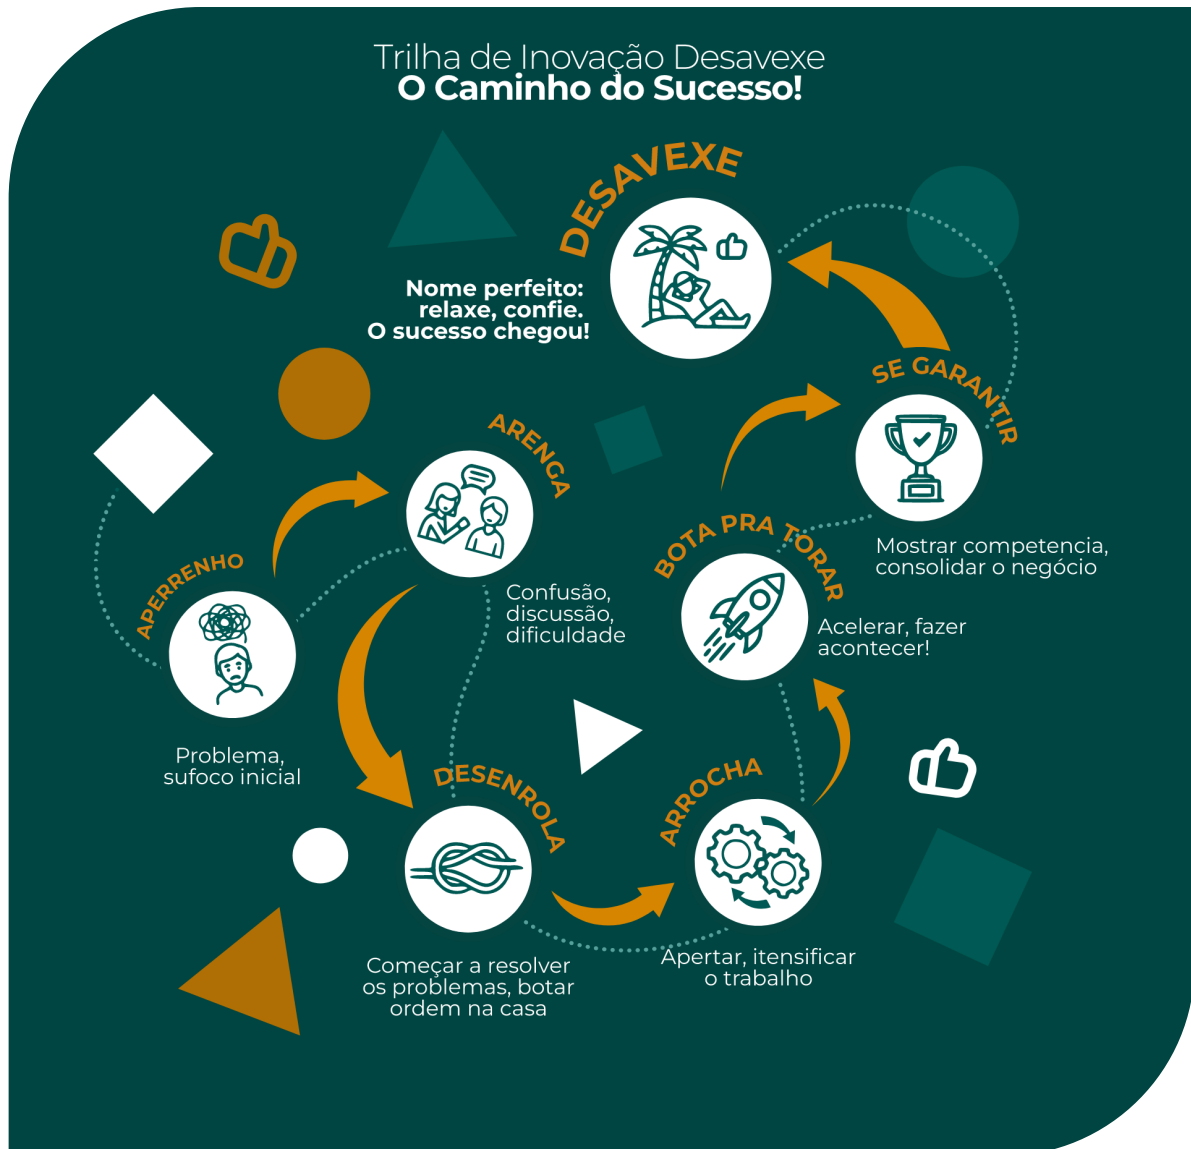 Trilha de Inovação Desavexe
O Caminho do Sucesso!
DESAVEXE
Nome perfeito:
relaxe, confie.
O sucesso chegou!
SE GARANTIR
Mostrar competencia,
consolidar o negócio
ARENGA
Confusão,
discussão,
dificuldade
BOTA PRA TORAR
Acelerar, fazer
acontecer!
APERRENHO
Problema,
sufoco inicial
DESENROLA
Começar a resolver
os problemas, botar
ordem na casa
ARROCHA
Apertar, itensificar
o trabalho